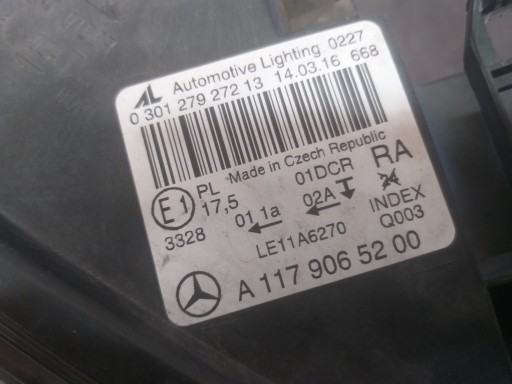 AL Automotive Lighting 0227
0 301 279 272 13 14.03.16 668
Made in Czech Republic
E1 PL 17,5 01DCR RA
3328 01 1a 02A INDEX
LE11A6270 Q003
A 117 906 52 00